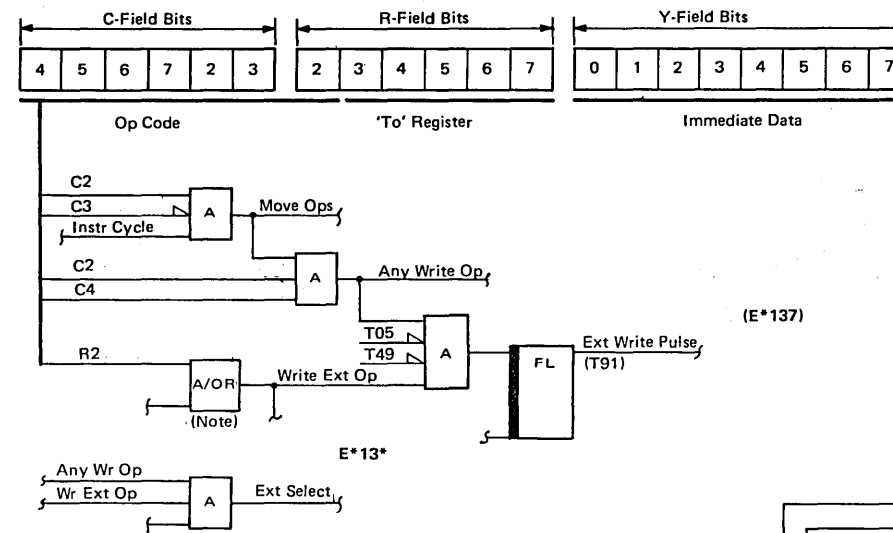 C-Field Bits R-Field Bits Y-Field Bits
4 5 6 7 2 3 2 3 4 5 6 7 0 1 2 3 4 5 6 7
Op Code 'To' Register Immediate Data
C2
C3 A Move Ops
Instr Cycle
C2 A Any Write Op
C4
(E*137)
T05
T49 A FL Ext Write Pulse
(T91)
R2
A/OR Write Ext Op
(Note)
E*13*
Any Wr Op
Wr Ext Op A Ext Select